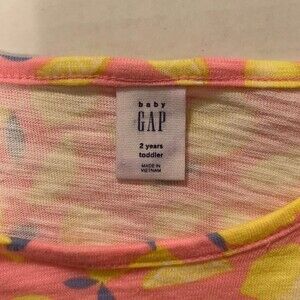 baby
GAP
2 years
toddler
MADE IN
VIETNAM